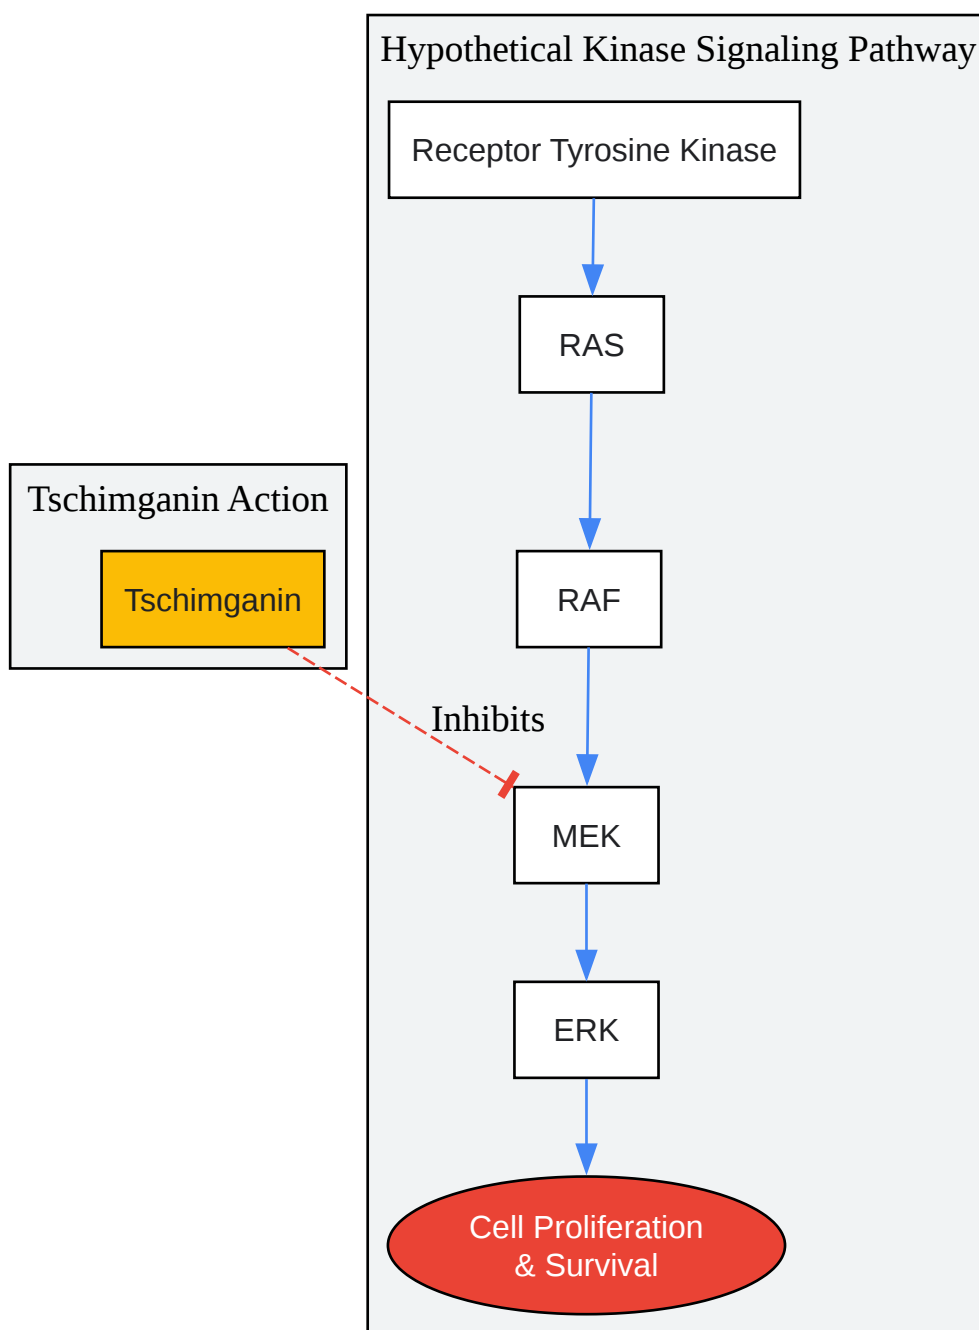 Hypothetical Kinase Signaling Pathway
Receptor Tyrosine Kinase
RAS
Tschimganin Action
Tschimganin
RAF
Inhibits
MEK
ERK
Cell Proliferation
& Survival